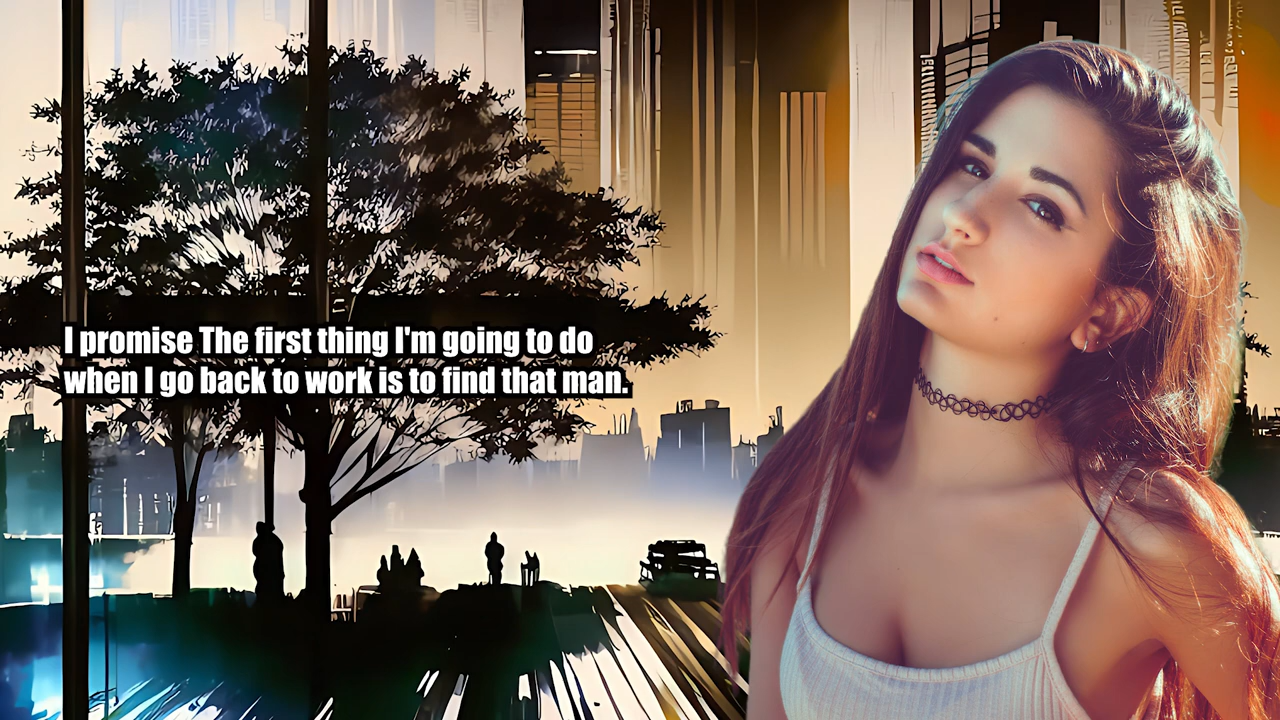 I promise The first thing I'm going to do
when I go back to work is to find that man.